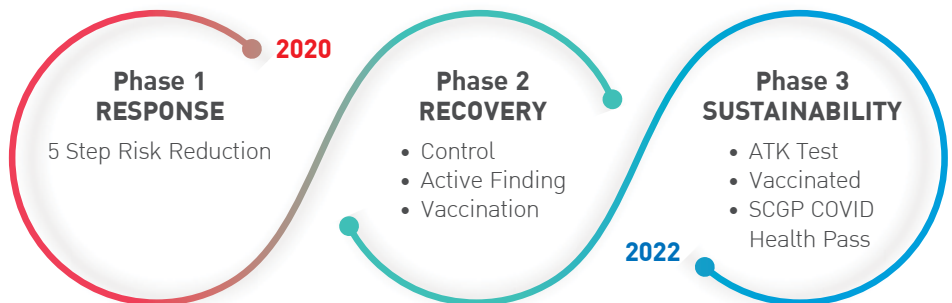 2020
Phase 1
RESPONSE
5 Step Risk Reduction
Phase 2
RECOVERY
• Control
• Active Finding
• Vaccination
Phase 3
SUSTAINABILITY
• ATK Test
• Vaccinated
• SCGP COVID
Health Pass
2022